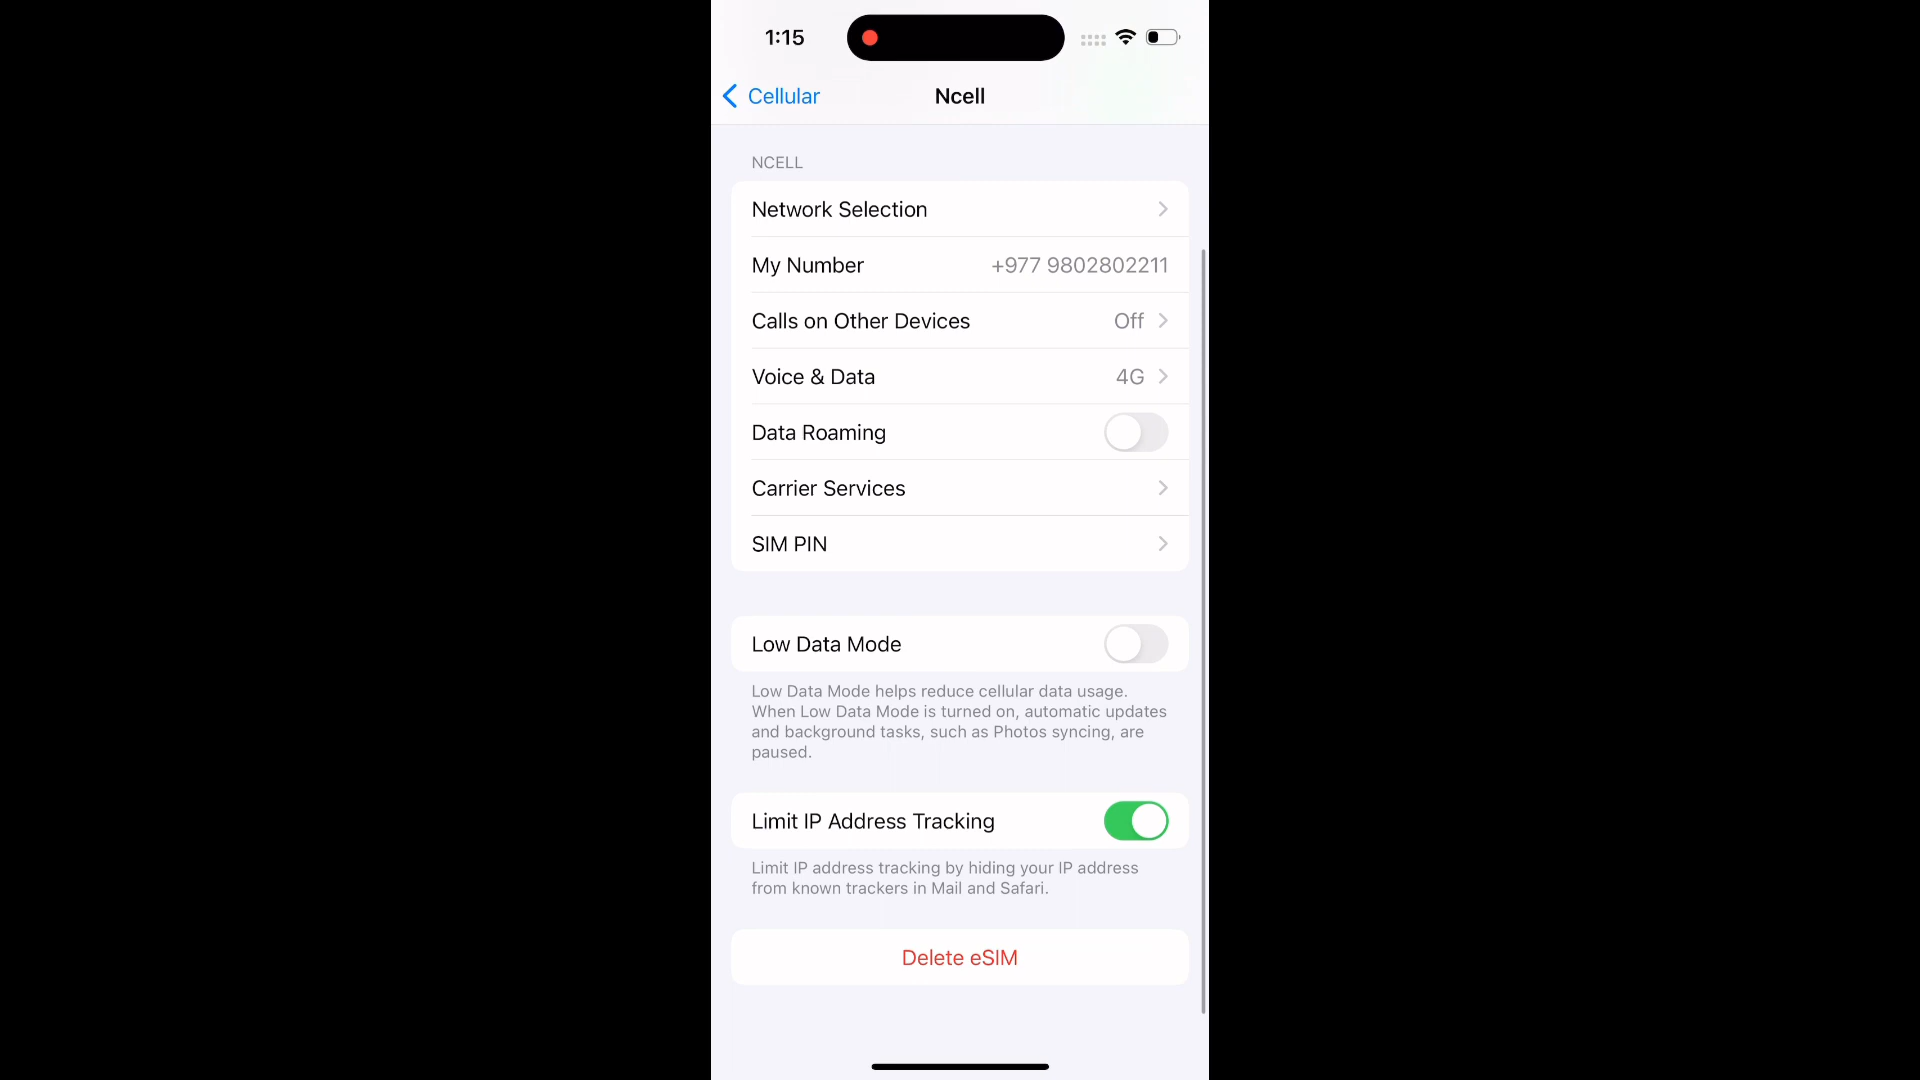 1:15
Cellular
Ncell
NCELL
Network Selection
My Number +977 9802802211
Calls on Other Devices Off
Voice & Data 4G
Data Roaming
Carrier Services
SIM PIN
Low Data Mode
Low Data Mode helps reduce cellular data usage.
When Low Data Mode is turned on, automatic updates
and background tasks, such as Photos syncing, are
paused.
Limit IP Address Tracking
Limit IP address tracking by hiding your IP address
from known trackers in Mail and Safari.
Delete eSIM